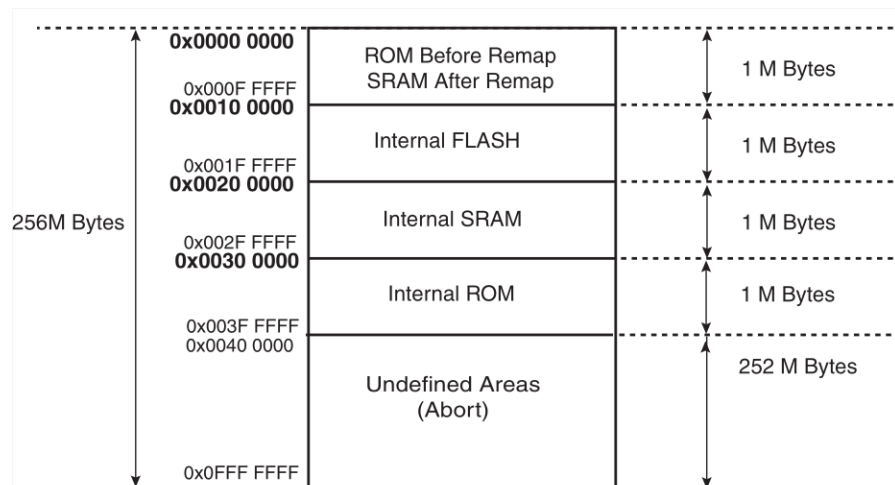 0x0000 0000
ROM Before Remap
SRAM After Remap
1 M Bytes
0x000F FFFF
0x0010 0000
Internal FLASH
1 M Bytes
0x001F FFFF
0x0020 0000
256M Bytes
Internal SRAM
1 M Bytes
0x002F FFFF
0x0030 0000
Internal ROM
1 M Bytes
0x003F FFFF
0x0040 0000
252 M Bytes
Undefined Areas
(Abort)
0x0FFF FFFF